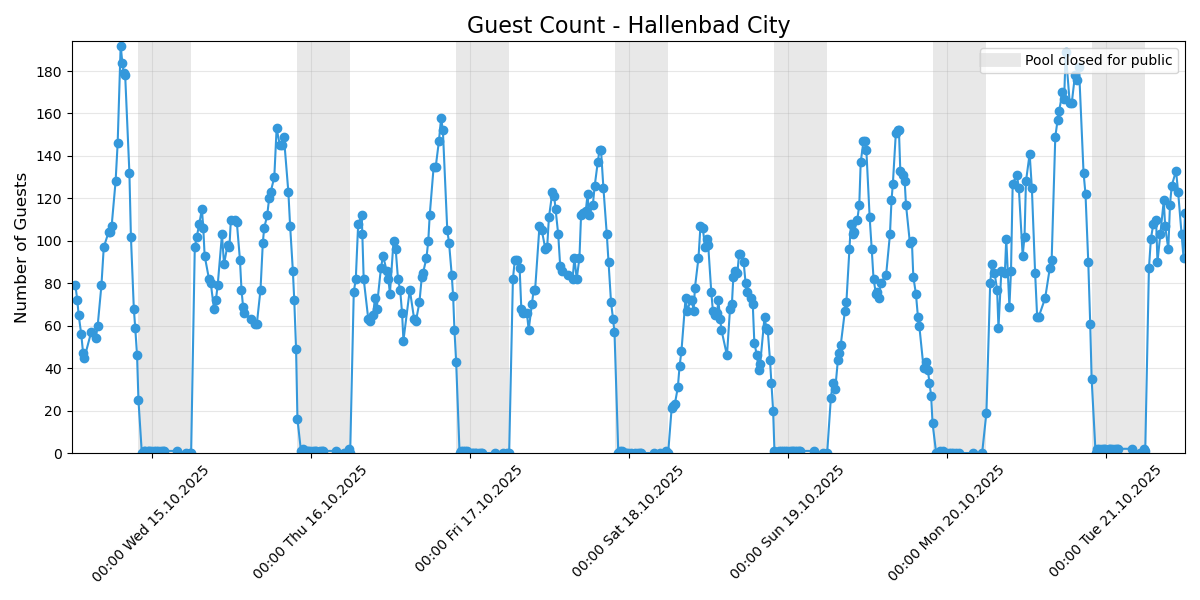 Guest Count - Hallenbad City
Pool closed for public
Number of Guests
180
160
140
120
100
80
60
40
20
0
00:00 Wed 15.10.2025
00:00 Thu 16.10.2025
00:00 Fri 17.10.2025
00:00 Sat 18.10.2025
00:00 Sun 19.10.2025
00:00 Mon 20.10.2025
00:00 Tue 21.10.2025